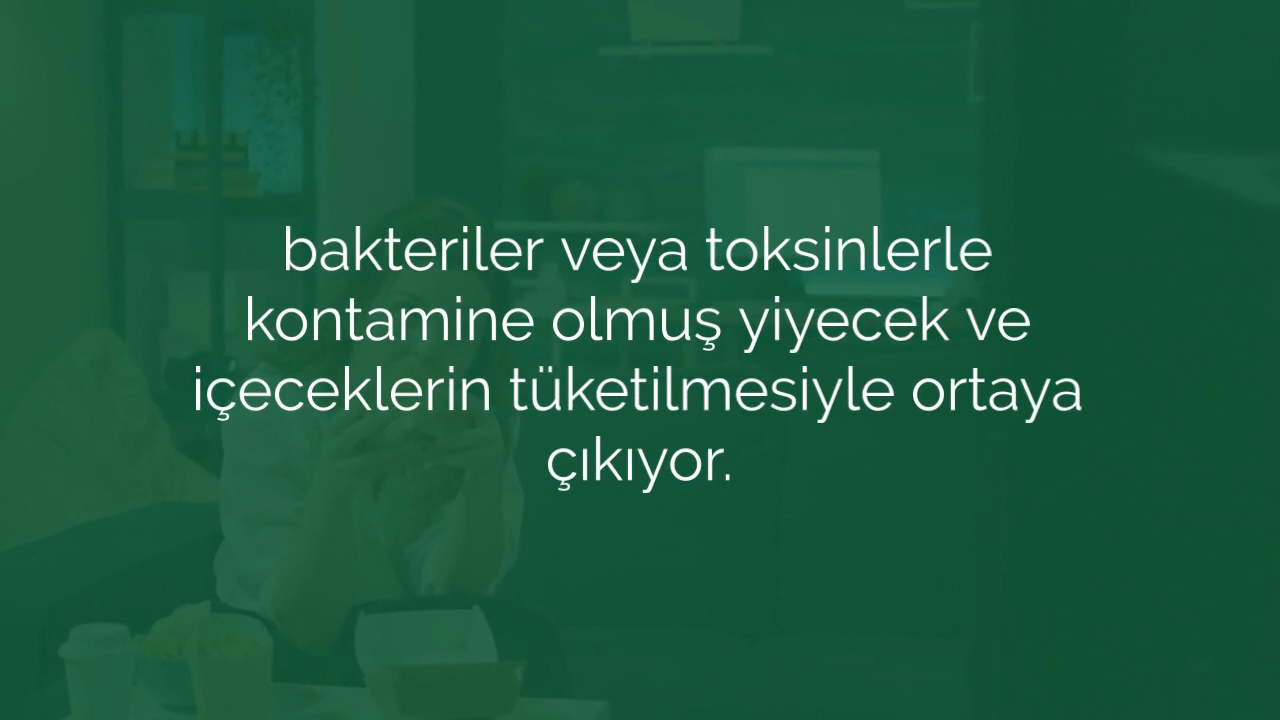 bakteriler veya toksinlerle
kontamine olmuş yiyecek ve
içeceklerin tüketilmesiyle ortaya
çıkıyor.